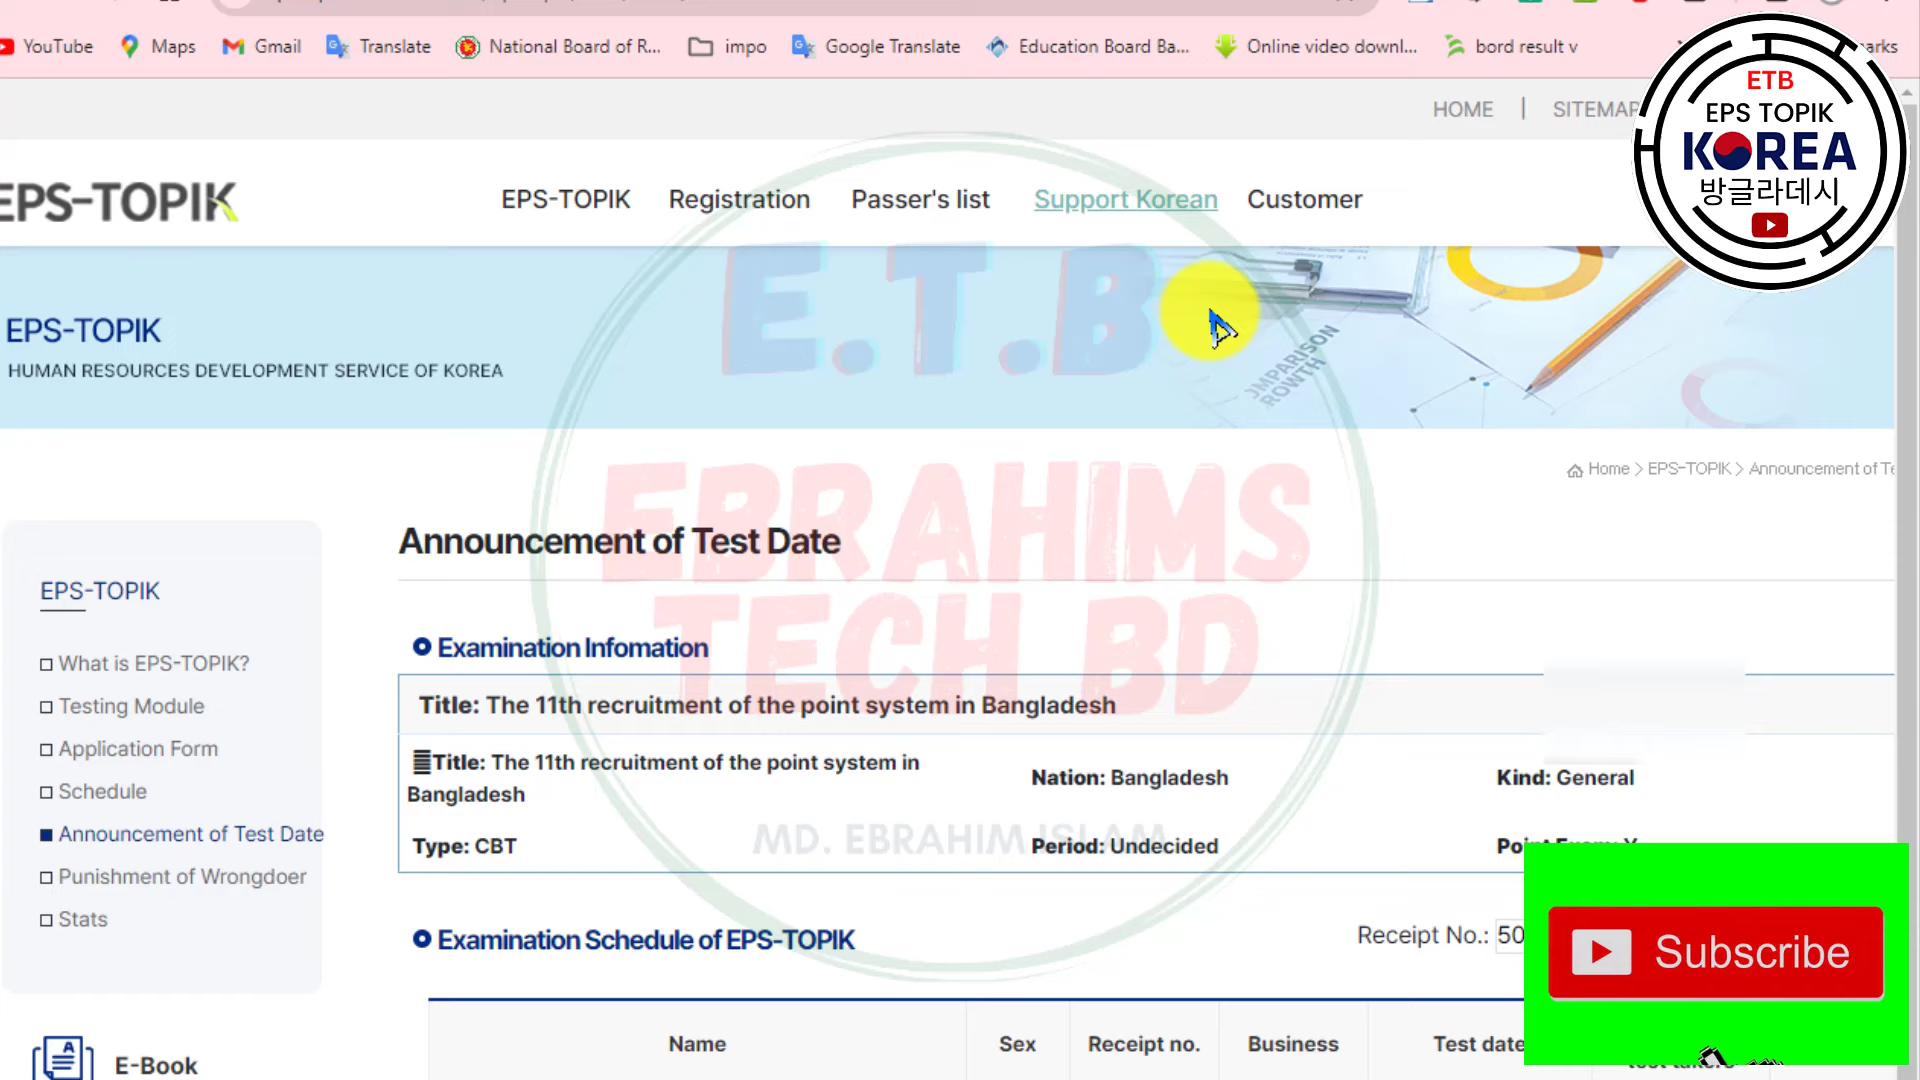 YouTube Maps Gmail Translate National Board of R... impo Google Translate Education Board Ba... Online video downl... bord result v
HOME | SITEMAP
ETB
EPS TOPIK
KOREA
방글라데시
EPS-TOPIK
EPS-TOPIK Registration Passer's list Support Korean Customer
E.T.B
EPS-TOPIK
HUMAN RESOURCES DEVELOPMENT SERVICE OF KOREA
Home > EPS-TOPIK > Announcement of Te
EBRAHIMS
TECH BD
MD. EBRAHIM ISLAM
EPS-TOPIK
What is EPS-TOPIK?
Testing Module
Application Form
Schedule
Announcement of Test Date
Punishment of Wrongdoer
Stats
E-Book
Announcement of Test Date
Examination Infomation
Title: The 11th recruitment of the point system in Bangladesh
Title: The 11th recruitment of the point system in
Bangladesh
Nation: Bangladesh
Kind: General
Type: CBT
Period: Undecided
Examination Schedule of EPS-TOPIK
Receipt No.: 50
Name Sex Receipt no. Business Test date
Subscribe